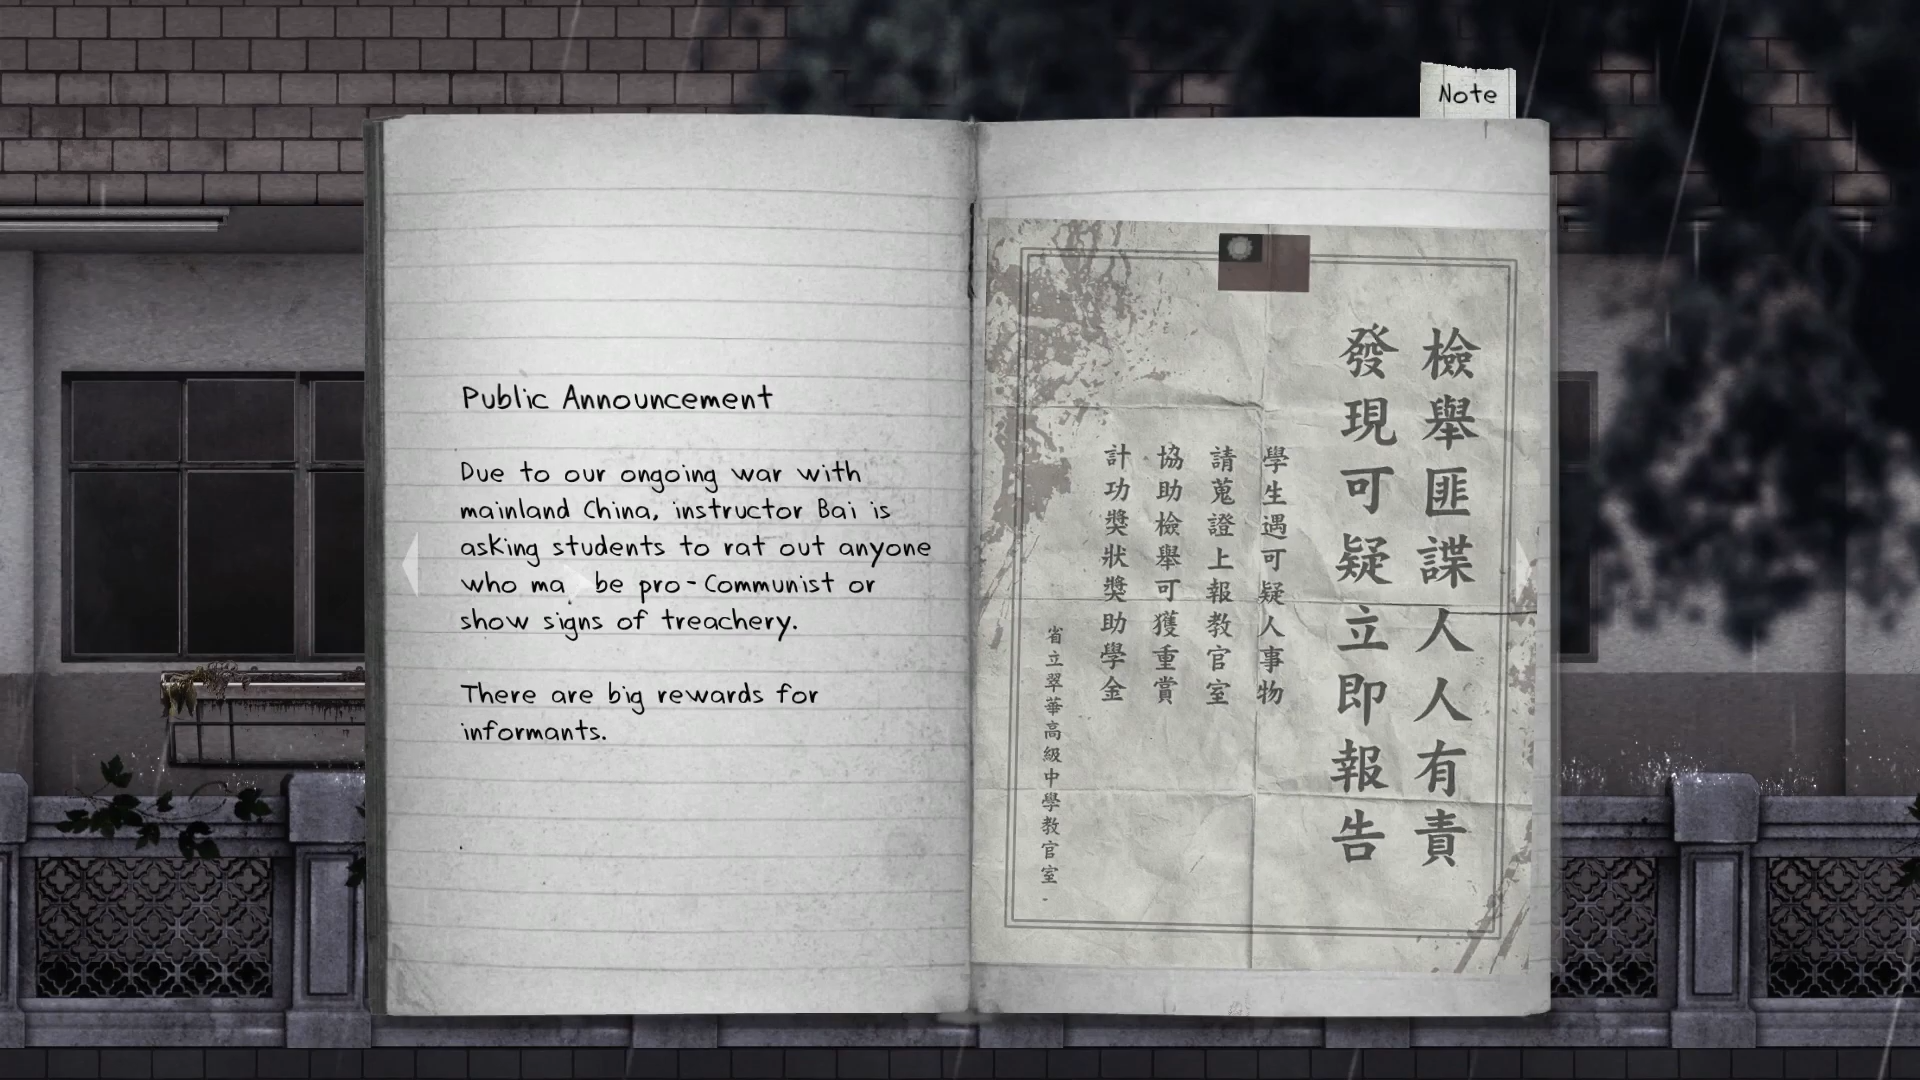 Note
Public Announcement
Due to our ongoing war with
mainland China, instructor Bai is
asking students to rat out anyone
who ma be pro-Communist or
show signs of treachery.
There are big rewards for
informants.
檢舉匪諜人人有責
發現可疑立即報告
學生遇可疑人事物
請蒐證上報教官室
協助檢舉可獲重賞
計功獎狀獎助學金
省立翠華高級中學教官室